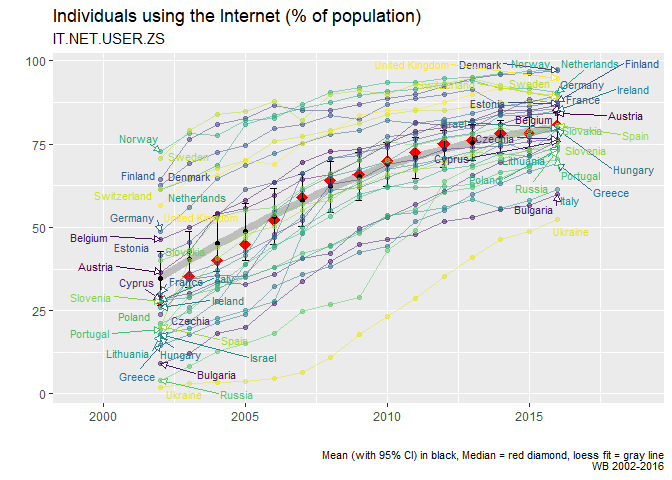 Individuals using the Internet (% of population)
IT.NET.USER.ZS
100
75
50
25
0
United Kingdom
Denmark
Norway
Netherlands
Finland
Switzerland
Sweden
Germany
Ireland
Estonia
France
Austria
Israel
Belgium
Slovakia
Spain
Czechia
Slovenia
Cyprus
Lithuania
Hungary
Poland
Portugal
Russia
Greece
Italy
Bulgaria
Ukraine
Norway
Sweden
Finland
Denmark
Switzerland
Netherlands
Germany
United Kingdom
Belgium
Estonia
Slovakia
Austria
Cyprus
France
Italy
Slovenia
Ireland
Poland
Czechia
Portugal
Spain
Lithuania
Hungary
Israel
Greece
Bulgaria
Ukraine
Russia
2000
2005
2010
2015
Mean (with 95% CI) in black, Median = red diamond, loess fit = gray line
WB 2002-2016